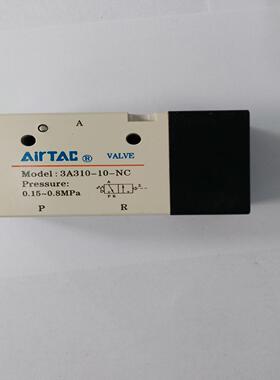 A
AirTAC ® VALVE
Model: 3A310-10-NC
Pressure:
0.15~0.8MPa
A
P R
P R